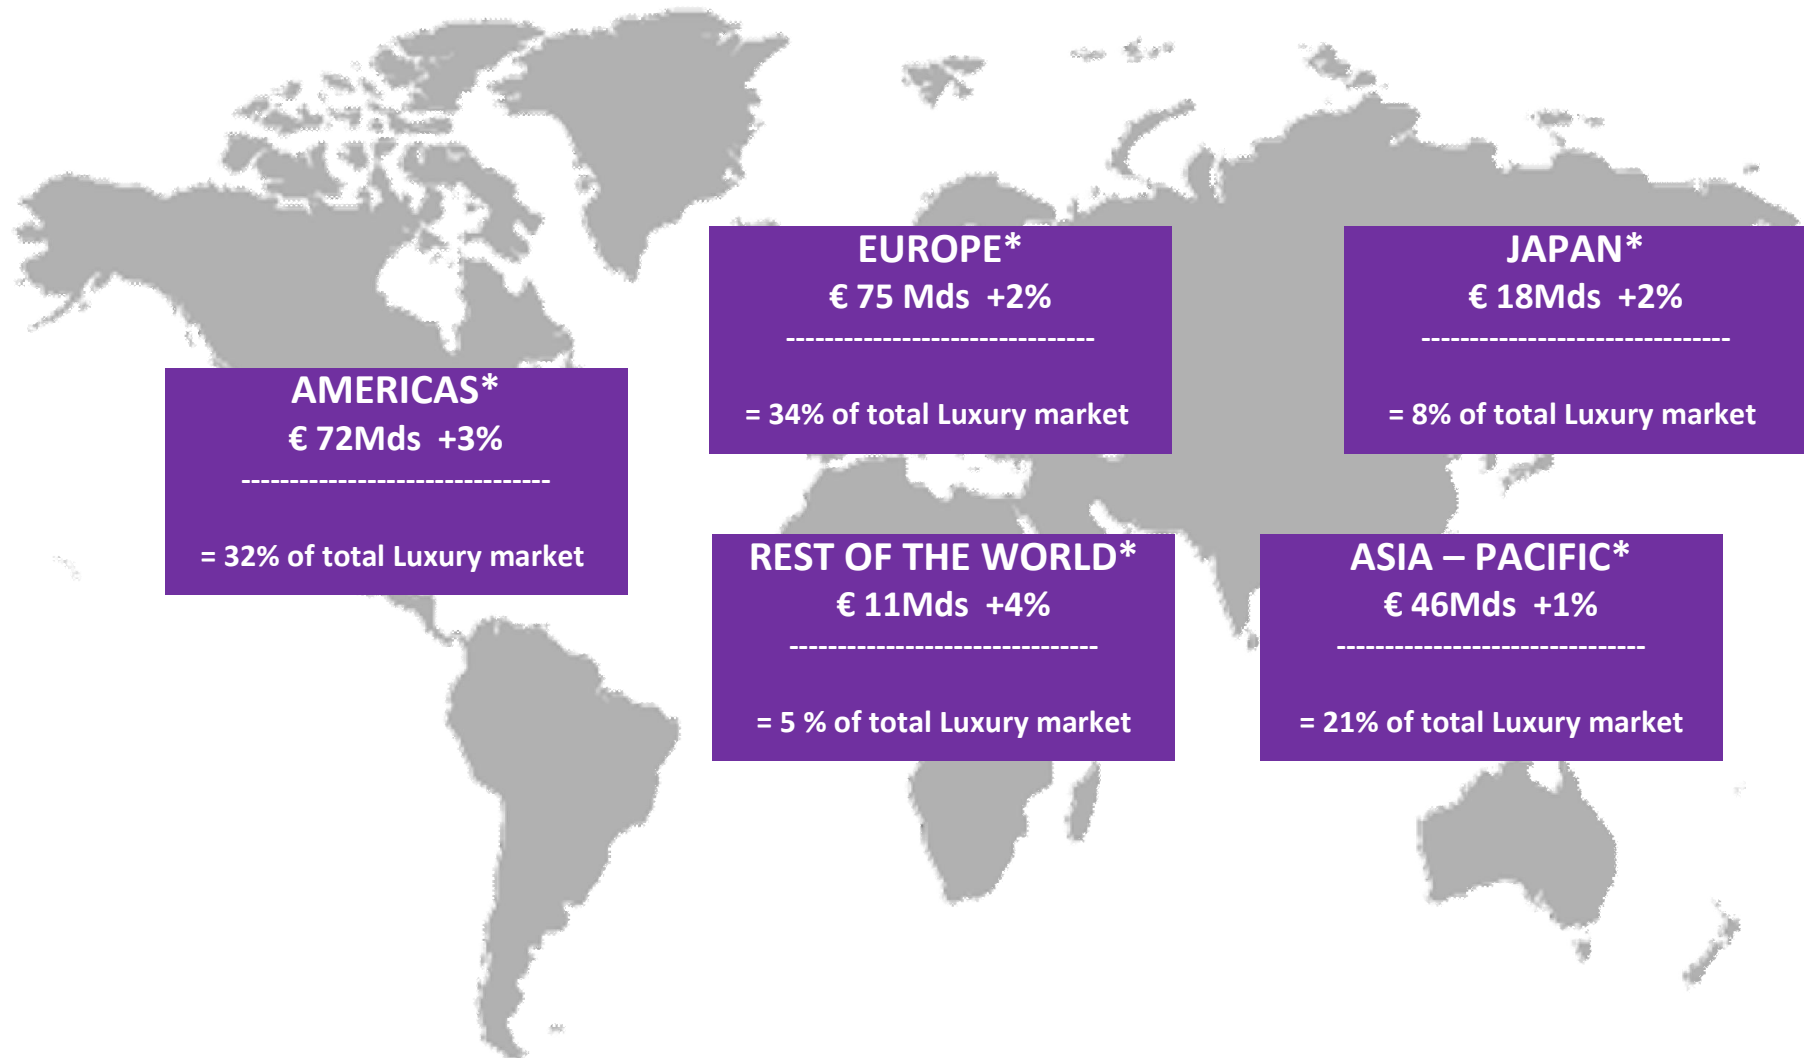 EUROPE*
€ 75 Mds  +2%
--------------------------------
= 34% of total Luxury market
JAPAN*
€ 18Mds  +2%
--------------------------------
= 8% of total Luxury market
AMERICAS*
€ 72Mds  +3%
--------------------------------
= 32% of total Luxury market
REST OF THE WORLD*
€ 11Mds  +4%
--------------------------------
= 5 % of total Luxury market
ASIA – PACIFIC*
€ 46Mds  +1%
--------------------------------
= 21% of total Luxury market